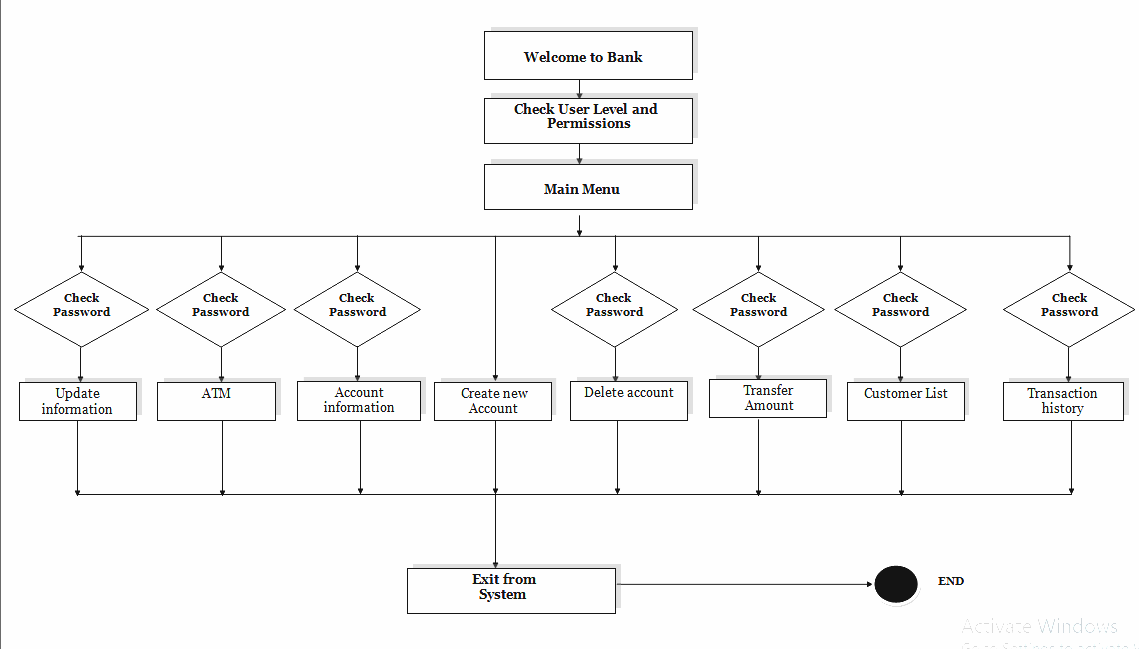 Welcome to Bank
Check User Level and
Permissions
Main Menu
Check
Password
Check
Password
Check
Password
Check
Password
Check
Password
Check
Password
Check
Password
Update
information
ATM
Account
information
Create new
Account
Delete account
Transfer
Amount
Customer List
Transaction
history
Exit from
System
END
Activate Windows